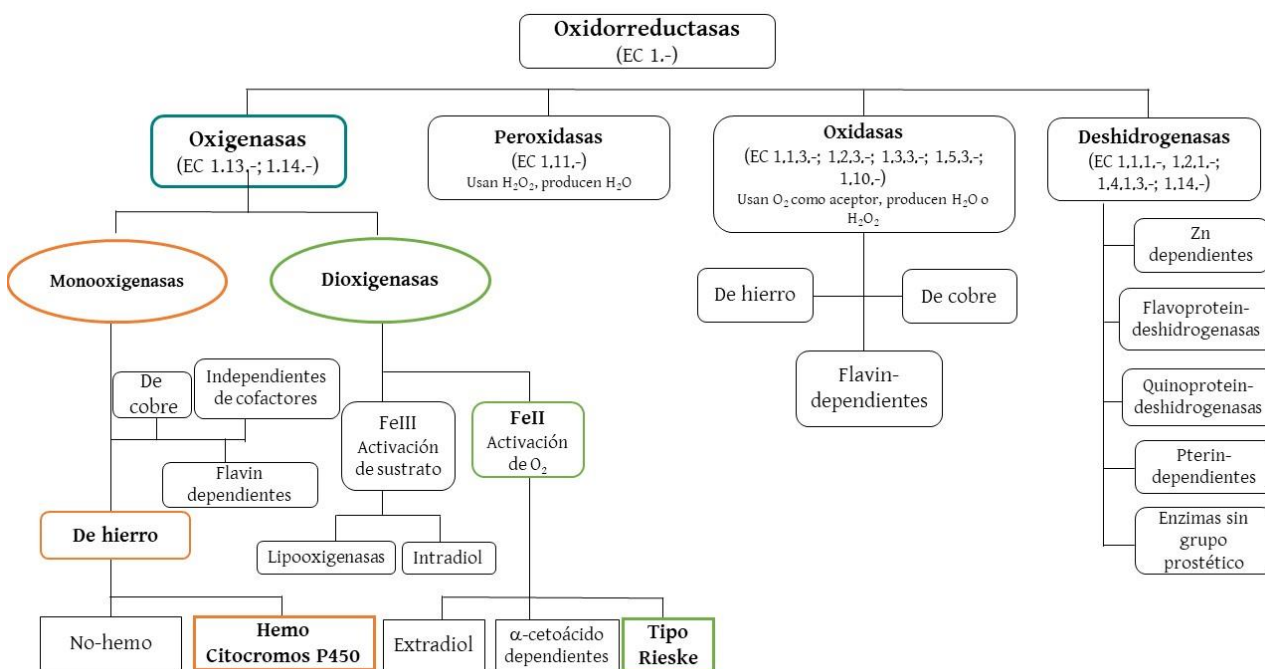 Oxidorreductasas
(EC 1.-)
Oxigenasas
(EC 1.13.-; 1.14.-)
Peroxidasas
(EC 1.11.-)
Usan H₂O₂, producen H₂O
Oxidasas
(EC 1.1.3.-; 1.2.3.-; 1.3.3.-; 1.5.3.-;
1.10.-)
Usan O₂ como aceptor, producen H₂O o
H₂O₂
Deshidrogenasas
(EC 1.1.1.-, 1.2.1.-;
1.4.1.3.-; 1.14.-)
Monooxigenasas
Dioxigenasas
De
cobre
Independientes
de cofactores
Flavin
dependientes
De hierro
No-hemo
Hemo
Citocromos P450
FeIII
Activación
de sustrato
FeII
Activación
de O₂
Lipooxigenasas
Intradiol
Extradiol
α-cetoácido
dependientes
Tipo
Rieske
De hierro
De cobre
Flavin-
dependientes
Zn
dependientes
Flavoprotein-
deshidrogenasas
Quinoprotein-
deshidrogenasas
Pterin-
dependientes
Enzimas sin
grupo
prostético